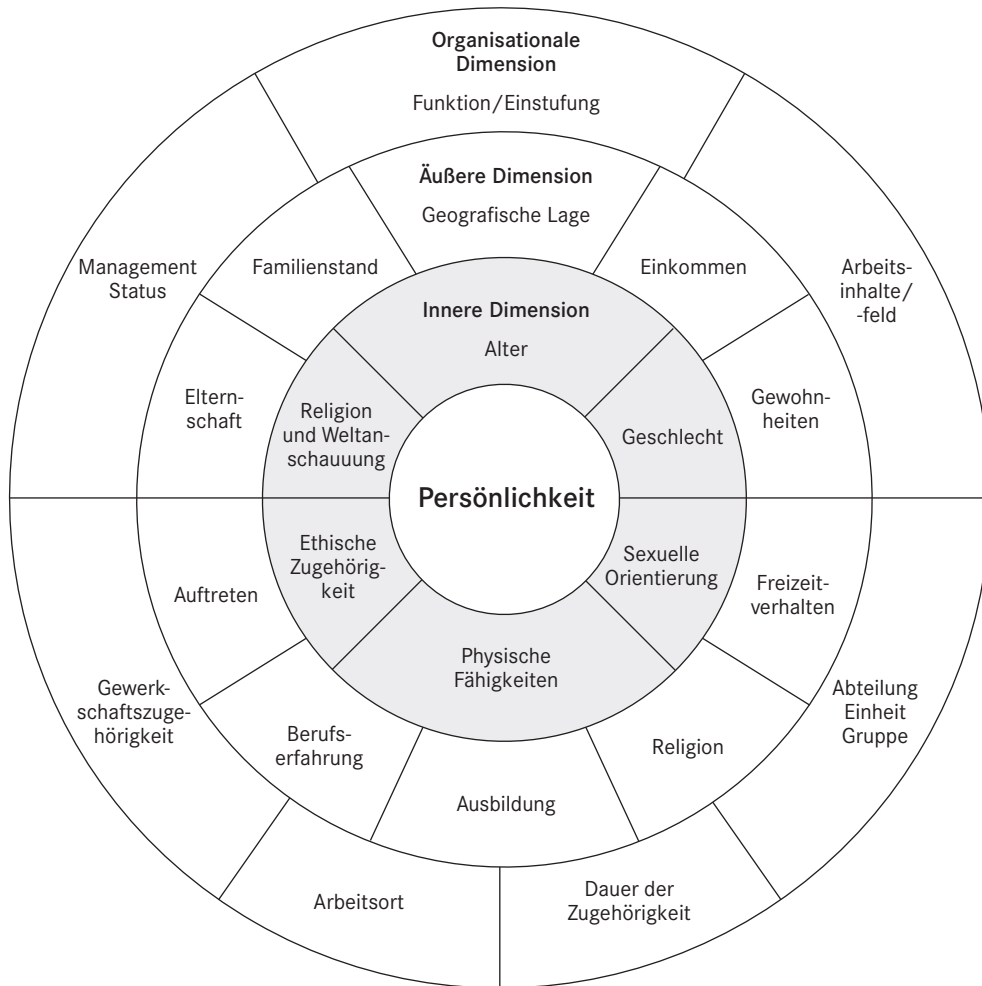 Organisationale
Dimension
Funktion/Einstufung
Äußere Dimension
Geografische Lage
Management
Status
Familienstand
Einkommen
Arbeits-
inhalte/
-feld
Innere Dimension
Alter
Eltern-
schaft
Religion
und Weltan-
schauuung
Geschlecht
Gewohn-
heiten
Persönlichkeit
Auftreten
Ethische
Zugehörig-
keit
Sexuelle
Orientierung
Freizeit-
verhalten
Physische
Fähigkeiten
Gewerk-
schaftszuge-
hörigkeit
Berufs-
erfahrung
Ausbildung
Religion
Abteilung
Einheit
Gruppe
Arbeitsort
Dauer der
Zugehörigkeit